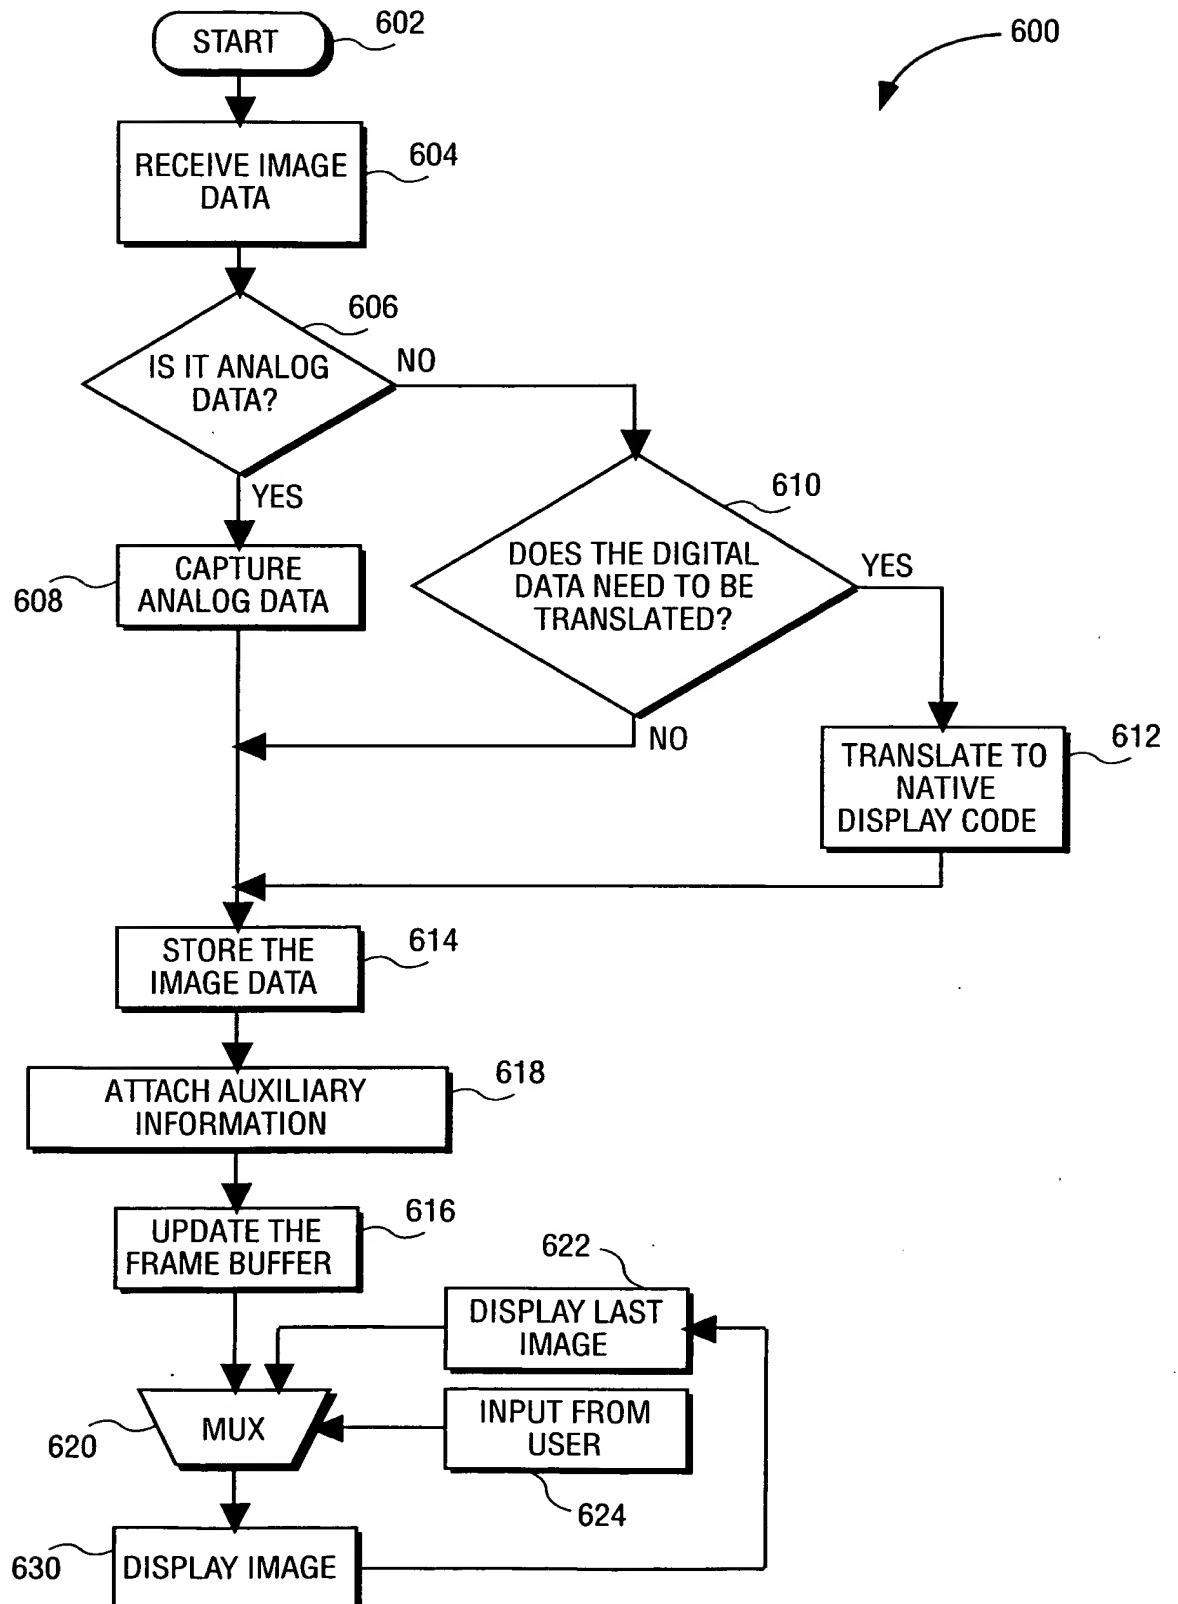 START
602
600
RECEIVE IMAGE
DATA
604
606
IS IT ANALOG
DATA?
NO
YES
610
DOES THE DIGITAL
DATA NEED TO BE
TRANSLATED?
YES
NO
CAPTURE
ANALOG DATA
608
TRANSLATE TO
NATIVE
DISPLAY CODE
612
STORE THE
IMAGE DATA
614
ATTACH AUXILIARY
INFORMATION
618
UPDATE THE
FRAME BUFFER
616
622
DISPLAY LAST
IMAGE
MUX
620
INPUT FROM
USER
624
DISPLAY IMAGE
630